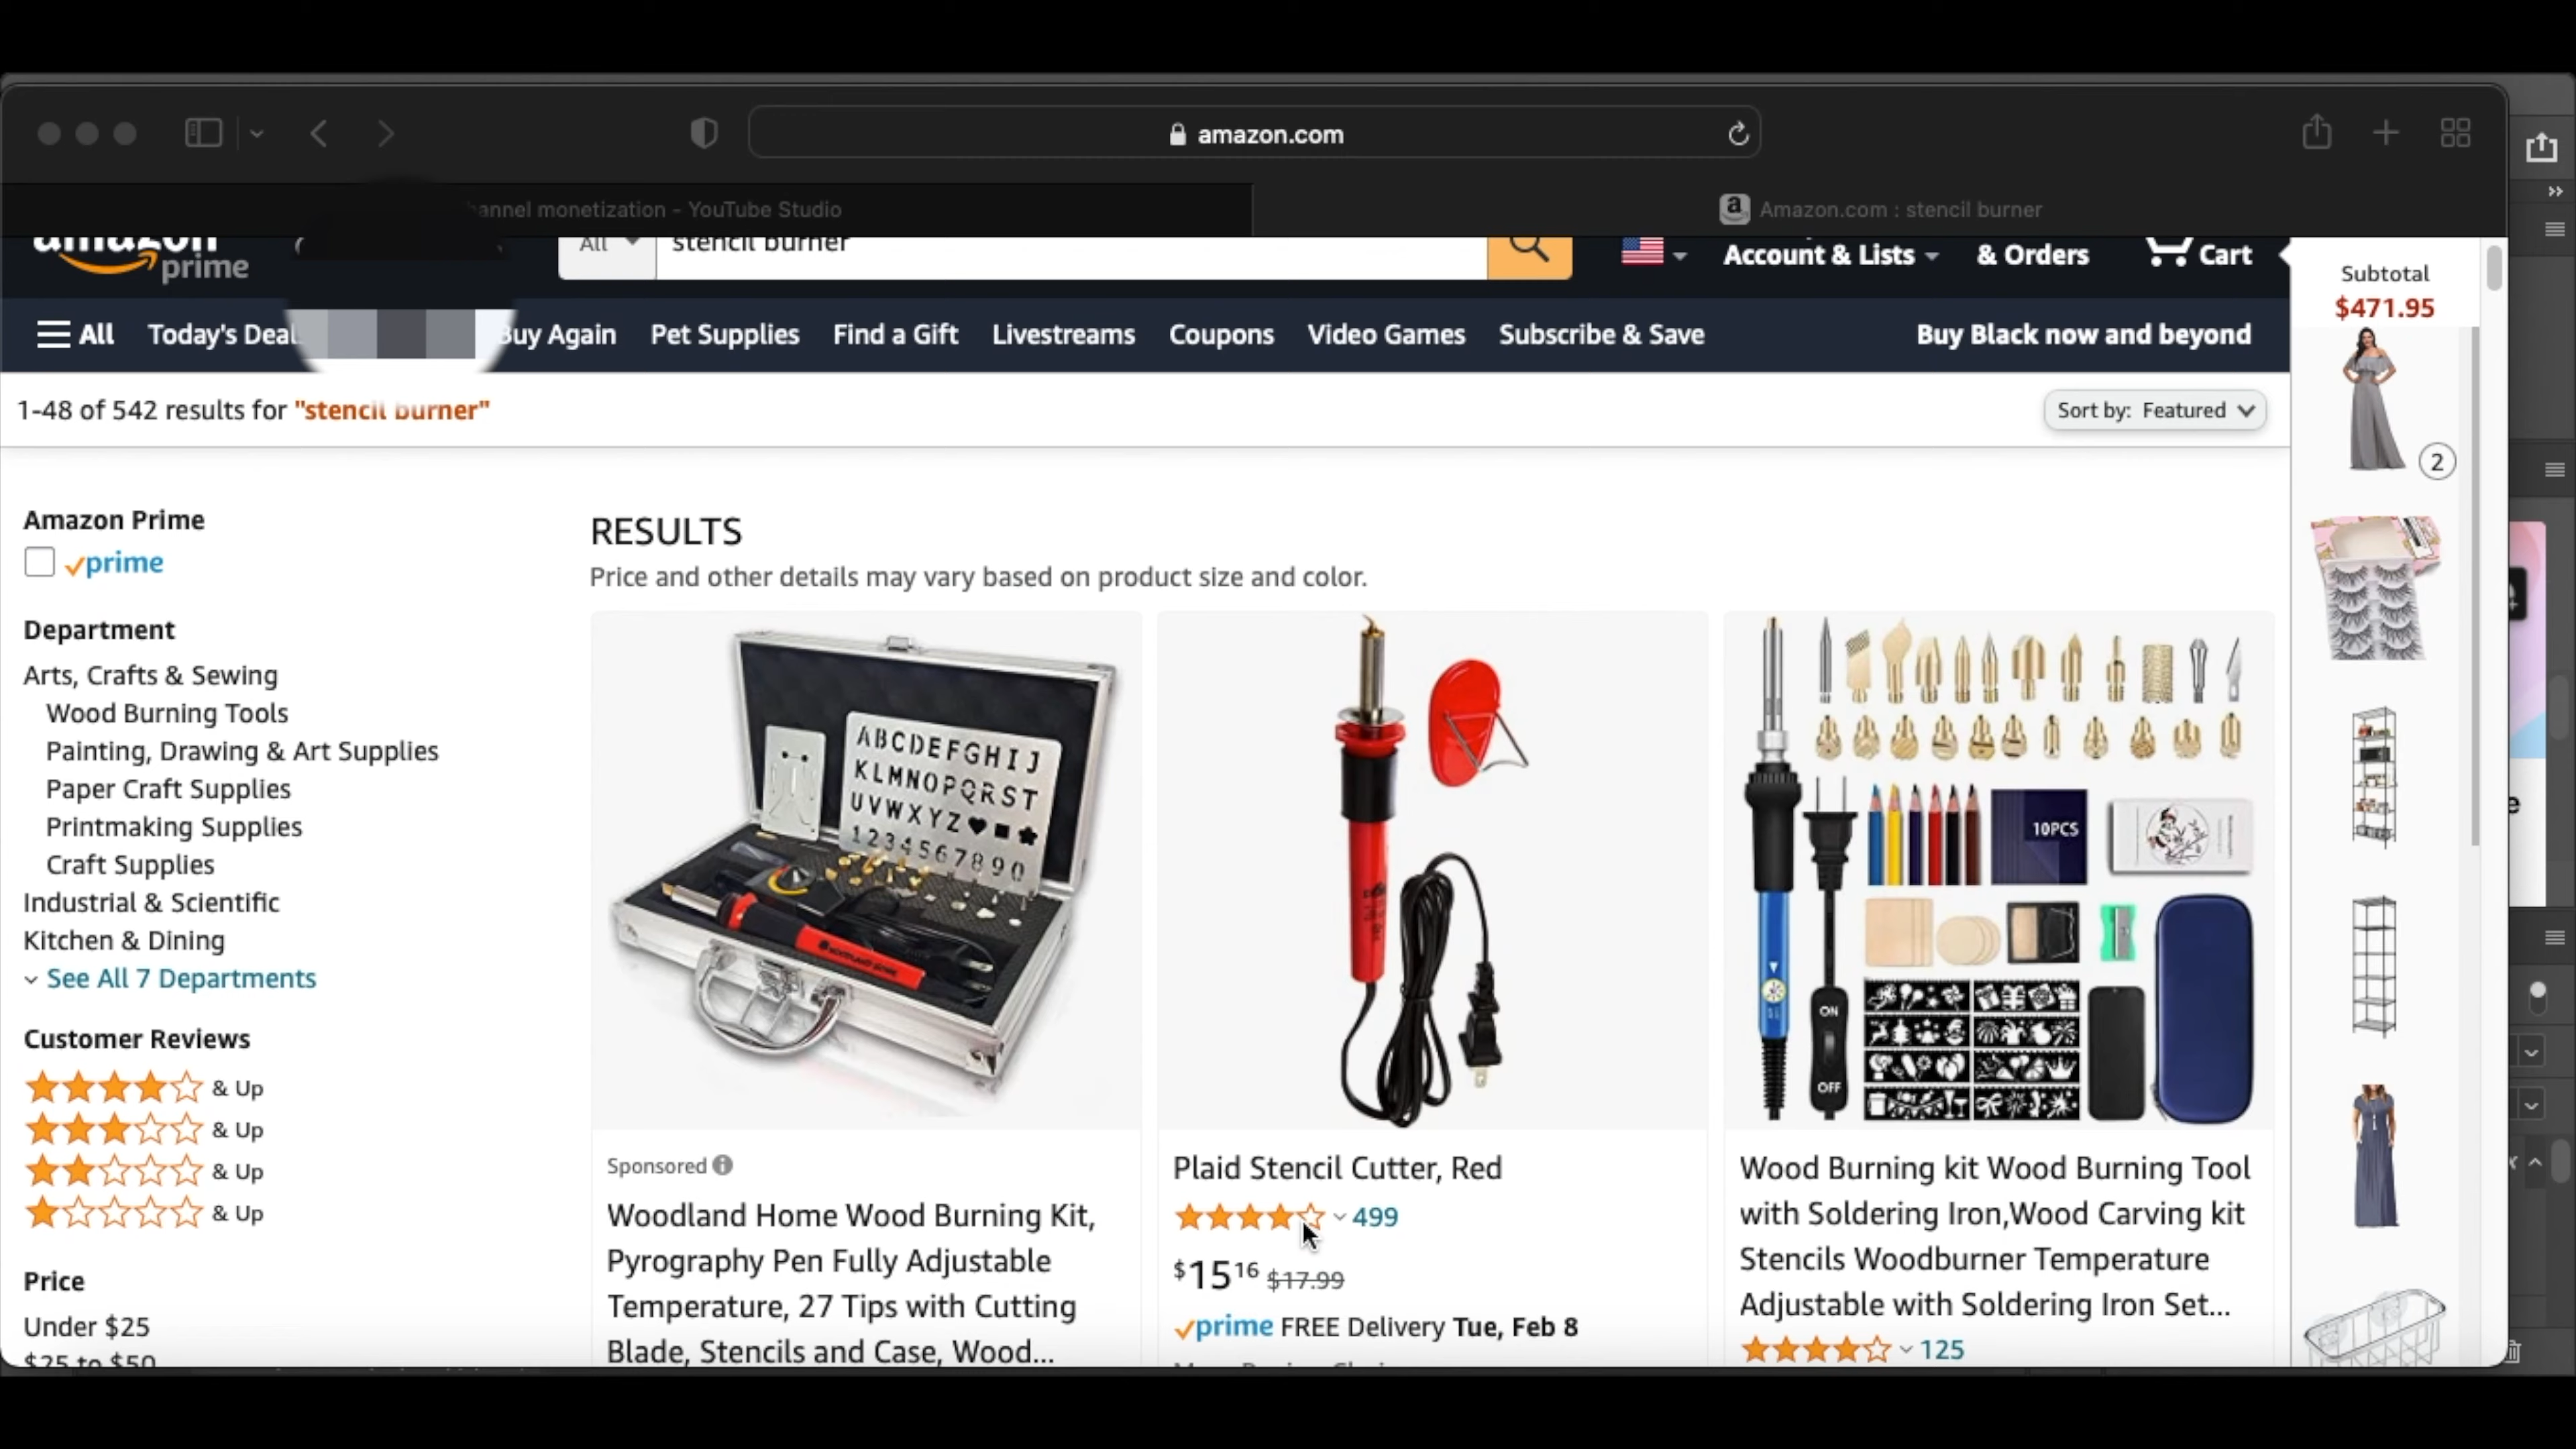 amazon.com
annel monetization - YouTube Studio
Amazon.com : stencil burner
amazon
prime
All
stencil burner
Account & Lists
& Orders
Cart
Subtotal
$471.95
All
Today's Deal
Buy Again
Pet Supplies
Find a Gift
Livestreams
Coupons
Video Games
Subscribe & Save
Buy Black now and beyond
1-48 of 542 results for "stencil burner"
Sort by: Featured
2
Amazon Prime
prime
Department
Arts, Crafts & Sewing
Wood Burning Tools
Painting, Drawing & Art Supplies
Paper Craft Supplies
Printmaking Supplies
Craft Supplies
Industrial & Scientific
Kitchen & Dining
See All 7 Departments
Customer Reviews
& Up
& Up
& Up
& Up
Price
Under $25
$25 to $50
RESULTS
Price and other details may vary based on product size and color.
ABCDEFGHIJ
KLMNOPQRST
UVWXYZ
1234567890
Sponsored
Woodland Home Wood Burning Kit,
Pyrography Pen Fully Adjustable
Temperature, 27 Tips with Cutting
Blade, Stencils and Case, Wood...
Plaid Stencil Cutter, Red
499
$15 16 $17.99
prime FREE Delivery Tue, Feb 8
10PCS
ON
OFF
Wood Burning kit Wood Burning Tool
with Soldering Iron,Wood Carving kit
Stencils Woodburner Temperature
Adjustable with Soldering Iron Set...
125